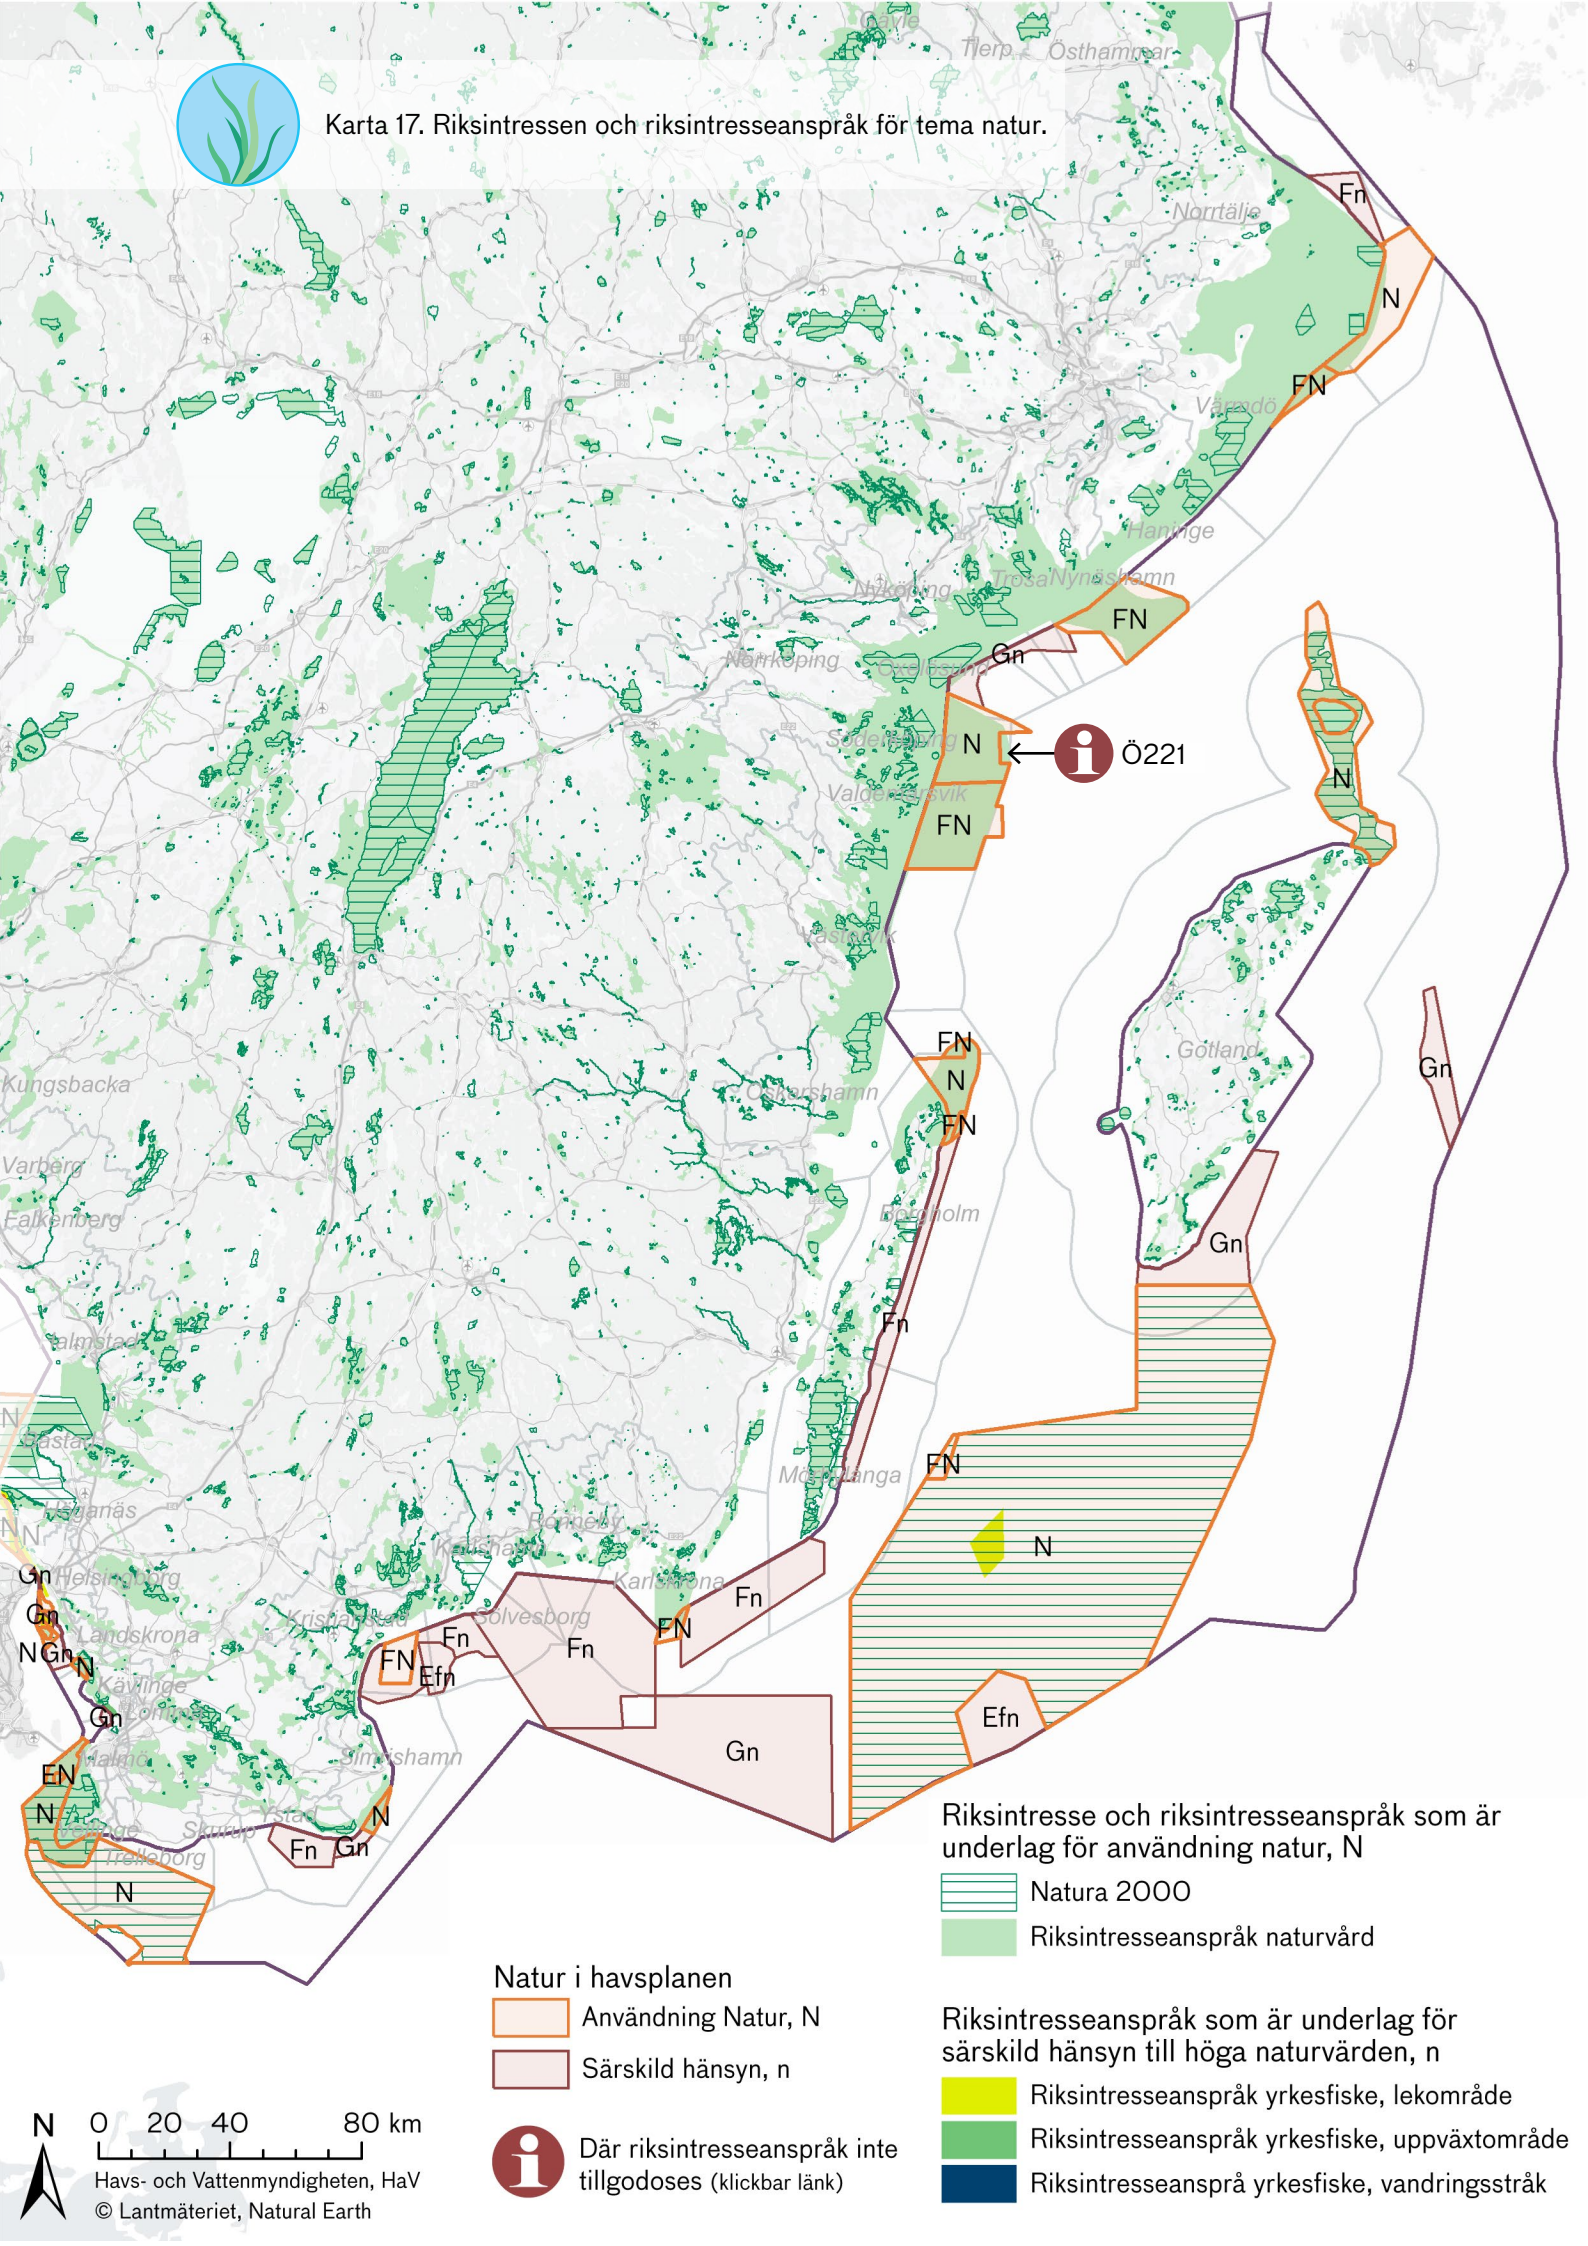 Gävle
Tierp
Östhammar
Karta 17. Riksintressen och riksintresseanspråk för tema natur.
Fn
Norrtälje
N
FN
Värmdö
Haninge
Trosa
Nynäshamn
Nyköping
FN
Gn
Norrköping
Oxelösund
Söderköping
N
Ö221
N
Valdemarsvik
FN
Västervik
FN
Gotland
Gn
N
Kungsbacka
Oskarshamn
FN
Varberg
Falkenberg
Borgholm
Gn
Fn
almstad
N
Båstad
FN
Mörbylånga
Höganäs
N
N
N
Ronneby
Karlshamn
Gn
Helsingborg
Karlskrona
Fn
Gn
Kristianstad
Sölvesborg
FN
Landskrona
Fn
Fn
N
Gn
N
FN
Efn
Kävlinge
Gn
Lomma
Efn
Gn
Malmö
Simrishamn
EN
N
Ystad
N
Vellinge
Skurup
Fn
Gn
Trelleborg
N
Riksintresse och riksintresseanspråk som är
underlag för användning natur, N
Natura 2000
Riksintresseanspråk naturvård
Natur i havsplanen
Användning Natur, N
Särskild hänsyn, n
Där riksintresseanspråk inte
tillgodoses (klickbar länk)
Riksintresseanspråk som är underlag för
särskild hänsyn till höga naturvärden, n
Riksintresseanspråk yrkesfiske, lekområde
Riksintresseanspråk yrkesfiske, uppväxtområde
Riksintresseansprå yrkesfiske, vandringsstråk
N
0 20 40 80 km
Havs- och Vattenmyndigheten, HaV
© Lantmäteriet, Natural Earth